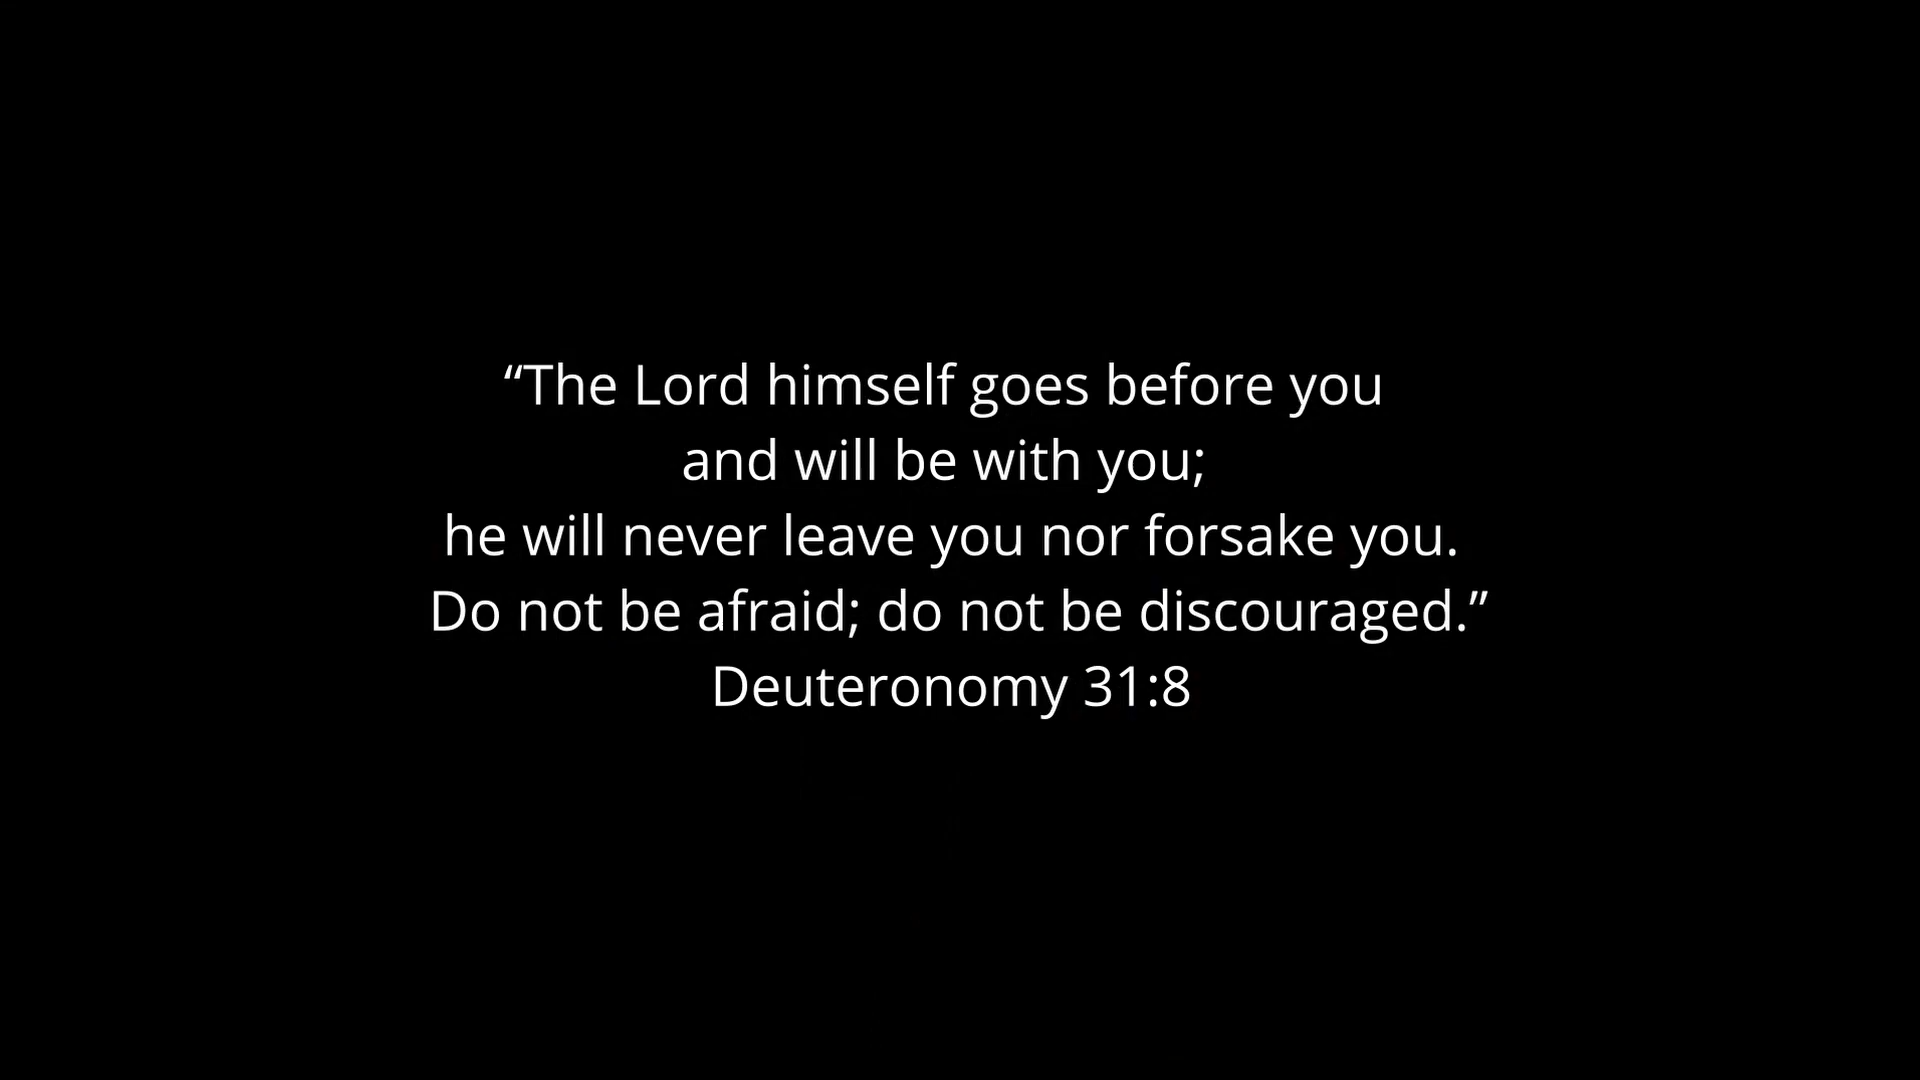 “The Lord himself goes before you
and will be with you;
he will never leave you nor forsake you.
Do not be afraid; do not be discouraged.”
Deuteronomy 31:8